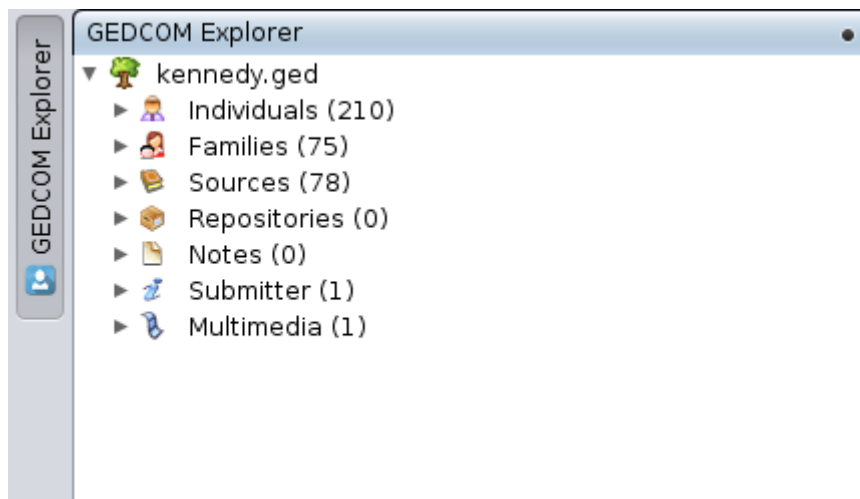 GEDCOM Explorer
GEDCOM Explorer
kennedy.ged
Individuals (210)
Families (75)
Sources (78)
Repositories (0)
Notes (0)
Submitter (1)
Multimedia (1)